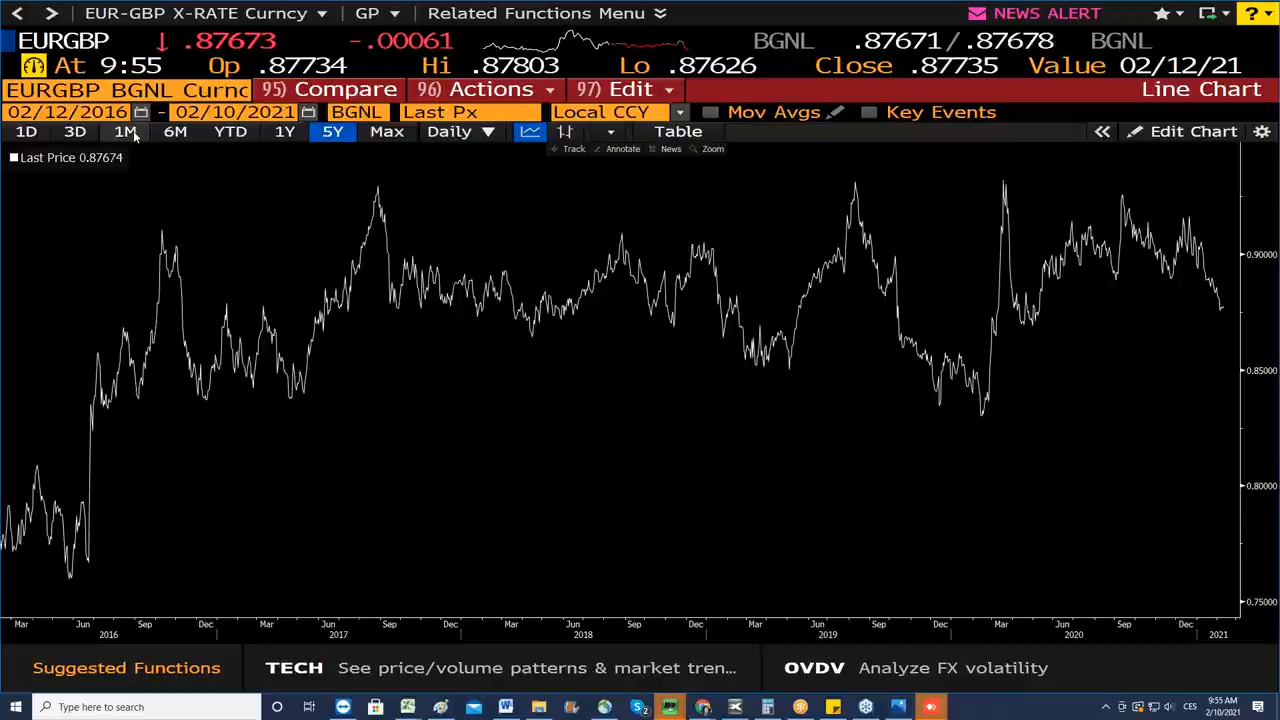 EUR-GBP X-RATE Curncy GP Related Functions Menu NEWS ALERT ?
EURGBP .87673 -.00061 BGNL .87671/.87678 BGNL
At 9:55 Op .87734 Hi .87803 Lo .87626 Close .87735 Value 02/12/21
EURGBP BGNL Curnc 95) Compare 96) Actions 97) Edit Line Chart
02/12/2016 - 02/10/2021 BGNL Last Px Local CCY Mov Avgs Key Events
1D 3D 1M 6M YTD 1Y 5Y Max Daily Table Edit Chart
Track Annotate News Zoom
Last Price 0.87674
0.90000
0.85000
0.80000
0.75000
Mar Jun Sep Dec Mar Jun Sep Dec Mar Jun Sep Dec Mar Jun Sep Dec Mar Jun Sep Dec Mar
2016 2017 2018 2019 2020 2021
Suggested Functions TECH See price/volume patterns & market tren... OVDV Analyze FX volatility
Type here to search CES 9:55 AM
2/10/2021